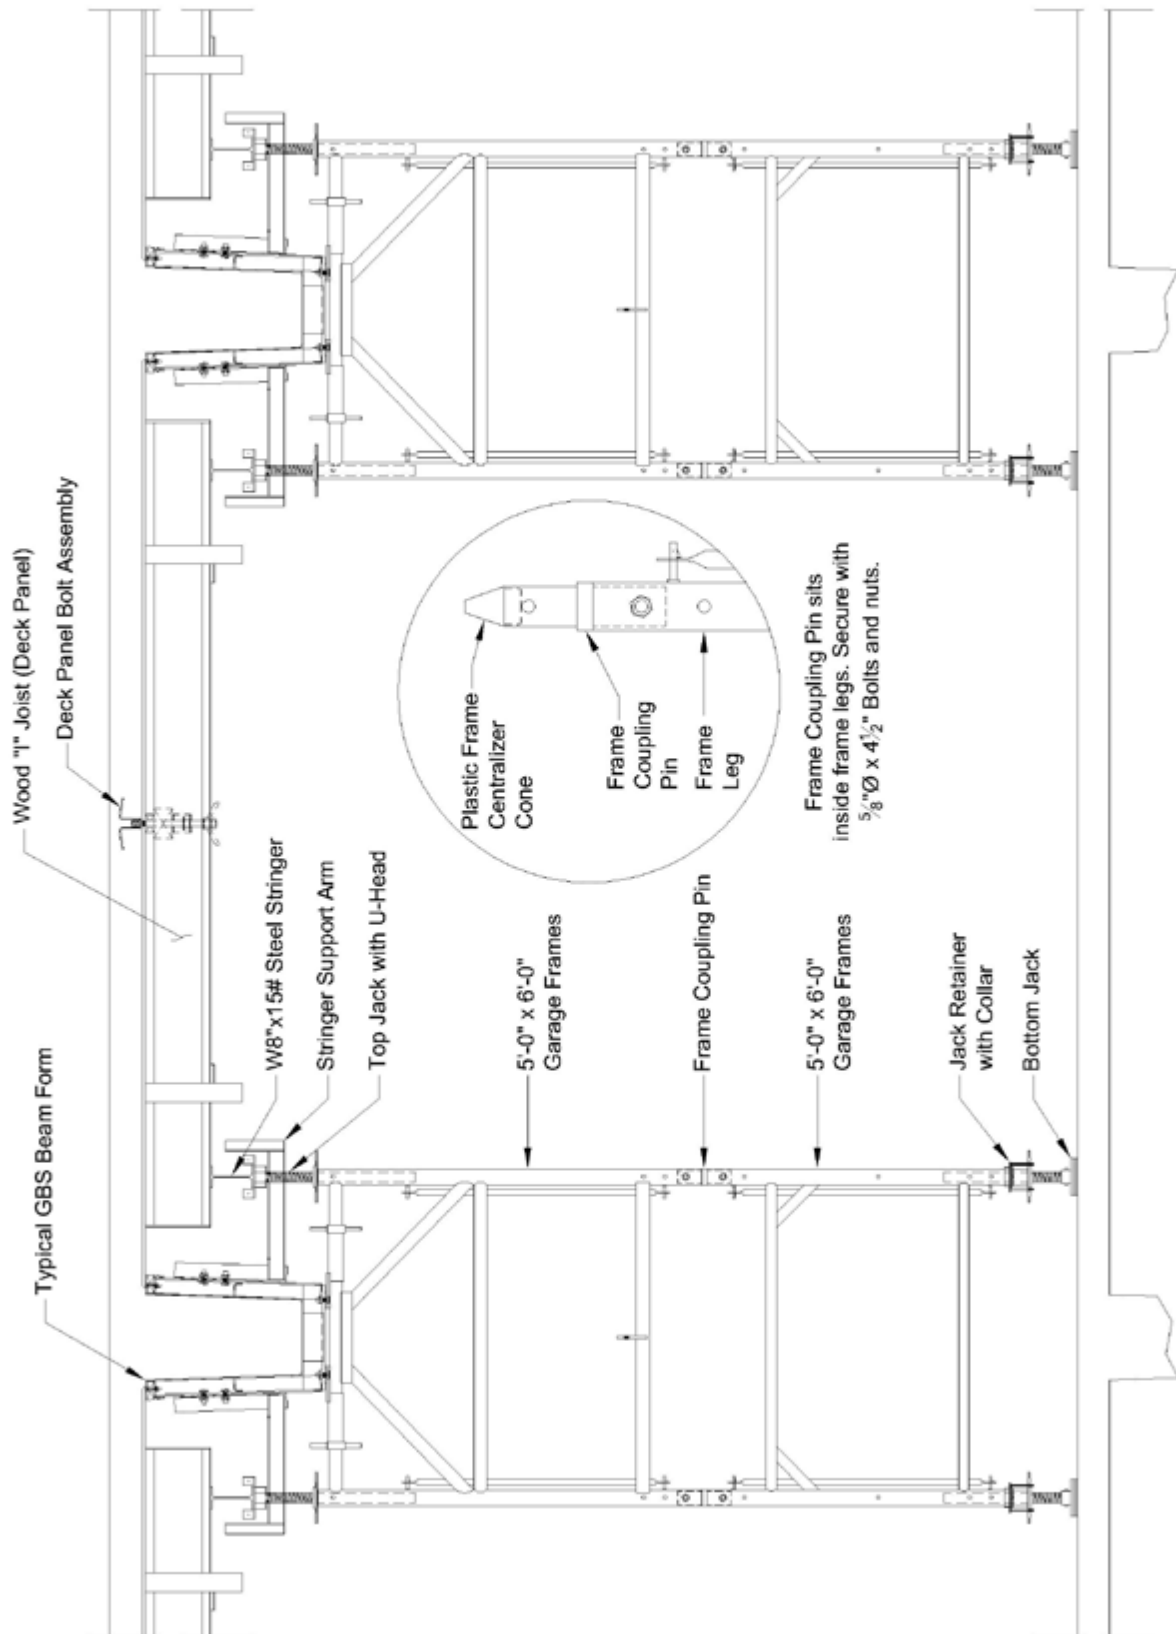 Typical GBS Beam Form
Wood "I" Joist (Deck Panel)
Deck Panel Bolt Assembly
W8"x15# Steel Stringer
Stringer Support Arm
Top Jack with U-Head
5'-0" x 6'-0"
Garage Frames
Frame Coupling Pin
5'-0" x 6'-0"
Garage Frames
Jack Retainer
with Collar
Bottom Jack
Plastic Frame
Centralizer
Cone
Frame
Coupling
Pin
Frame
Leg
Frame Coupling Pin sits
inside frame legs. Secure with
5/8"Ø x 4½" Bolts and nuts.